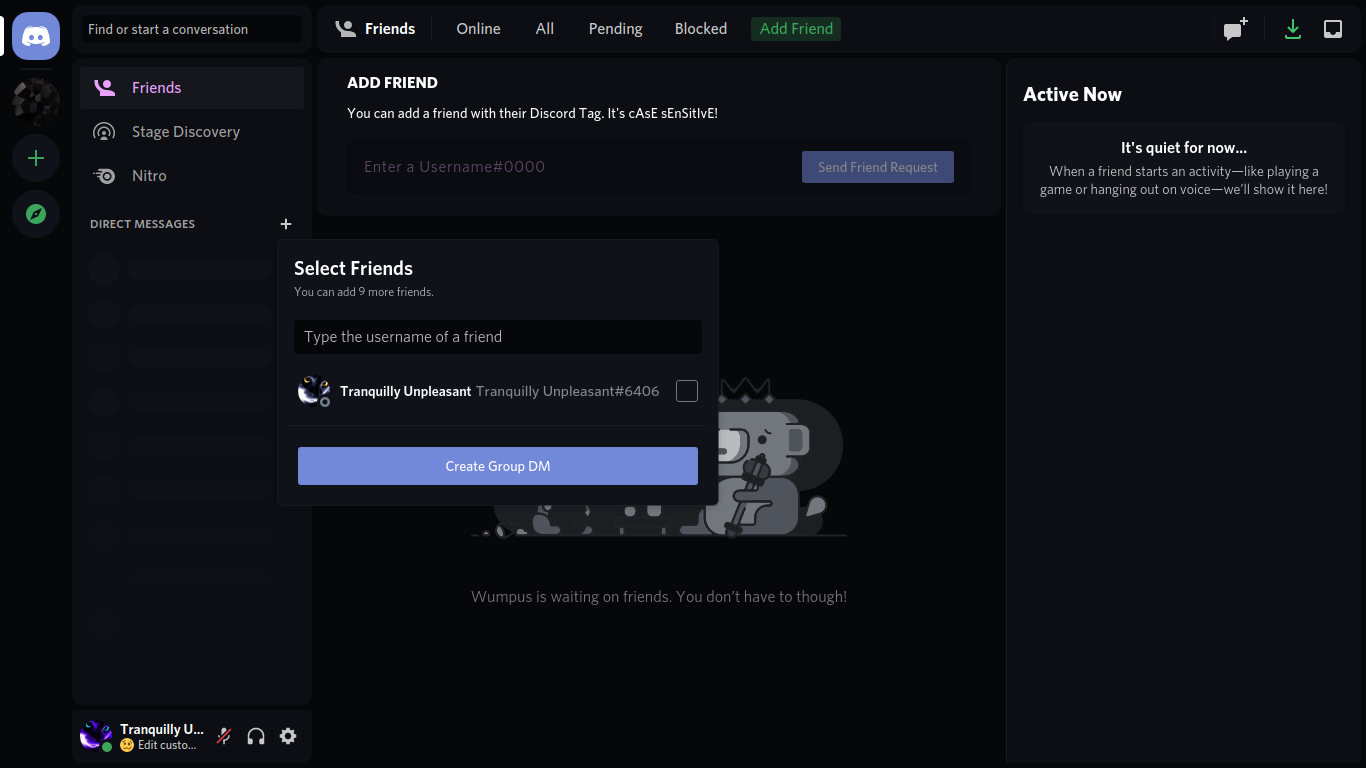 Find or start a conversation
Friends
Online
All
Pending
Blocked
Add Friend
Friends
Stage Discovery
Nitro
DIRECT MESSAGES
ADD FRIEND
You can add a friend with their Discord Tag. It's cAsE sEnSitIvE!
Enter a Username#0000
Send Friend Request
Select Friends
You can add 9 more friends.
Type the username of a friend
Tranquilly Unpleasant Tranquilly Unpleasant#6406
Create Group DM
Wumpus is waiting on friends. You don't have to though!
Active Now
It's quiet for now...
When a friend starts an activity—like playing a
game or hanging out on voice—we'll show it here!
Tranquilly U...
Edit custo...